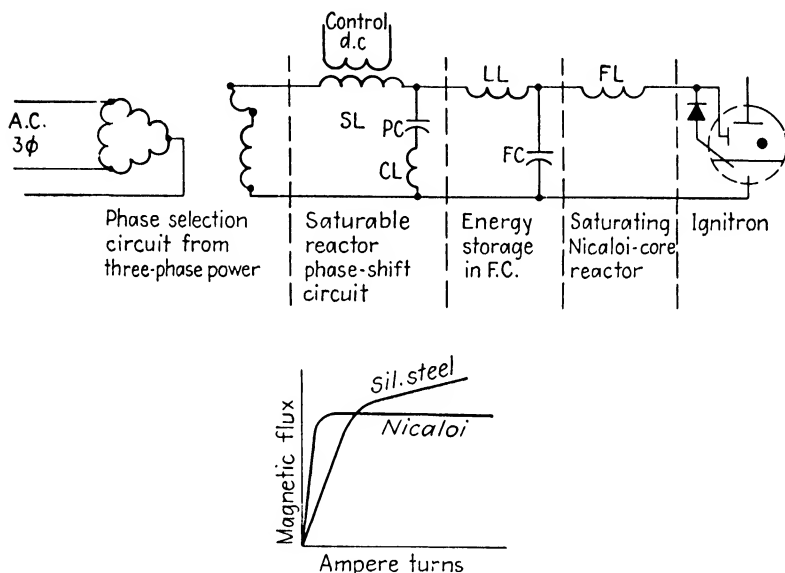 Control
d.c
A.C.
3ϕ
SL
PC
CL
LL
FC
FL
Phase selection
circuit from
three-phase power
Saturable
reactor
phase-shift
circuit
Energy
storage
in F.C.
Saturating
Nicaloi-core
reactor
Ignitron
Magnetic flux
Sil. steel
Nicaloi
Ampere turns